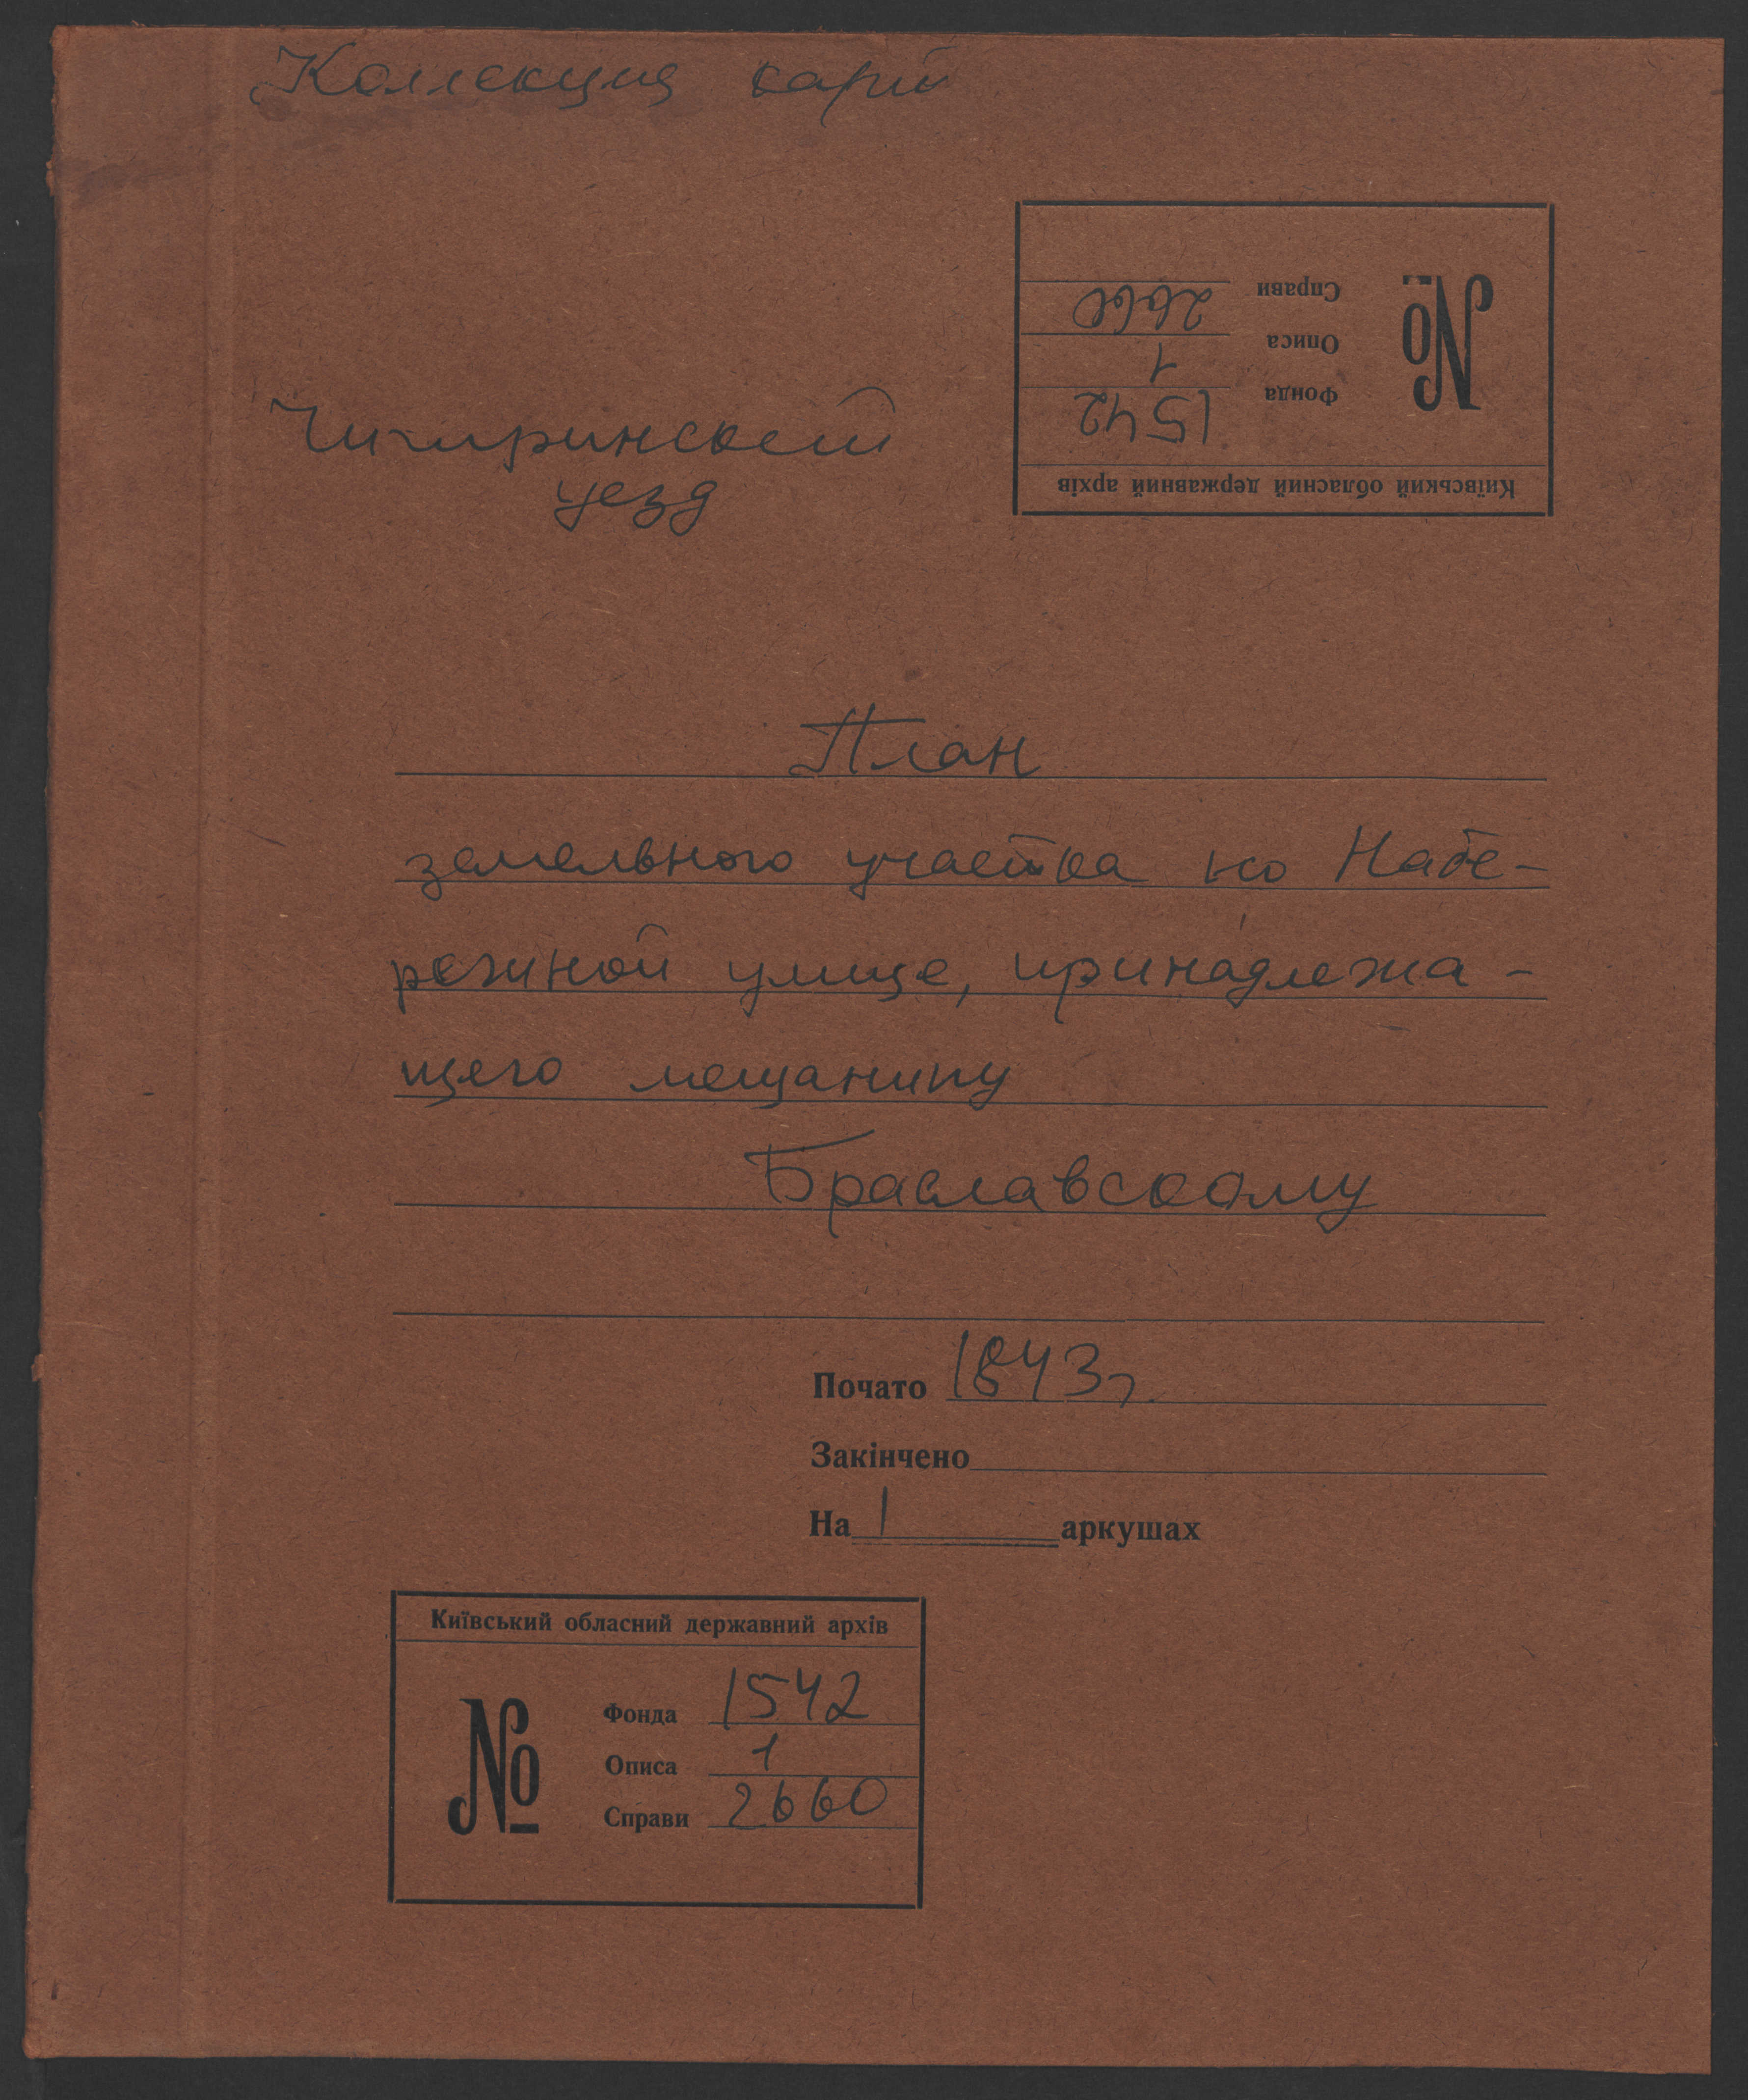 Коллекция карт
Київський обласний державний архів
№
Фонда 1542
Описа 1
Справи 2660
Чигиринский
уезд
План
земельного участка по Набе-
режной улице, принадлежа-
щего мещанину
Браславскому
Почато 1843г.
Закінчено
На 1 аркушах
Київський обласний державний архів
№
Фонда 1542
Описа 1
Справи 2660